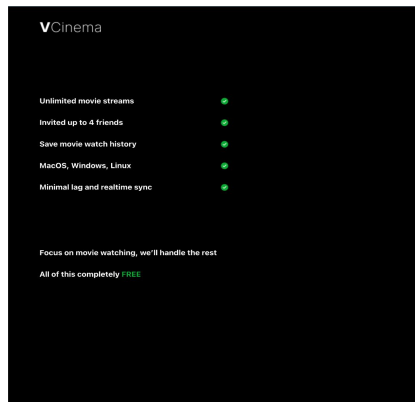 VCinema
Unlimited movie streams
Invited up to 4 friends
Save movie watch history
MacOS, Windows, Linux
Minimal lag and realtime sync
Focus on movie watching, we'll handle the rest
All of this completely FREE